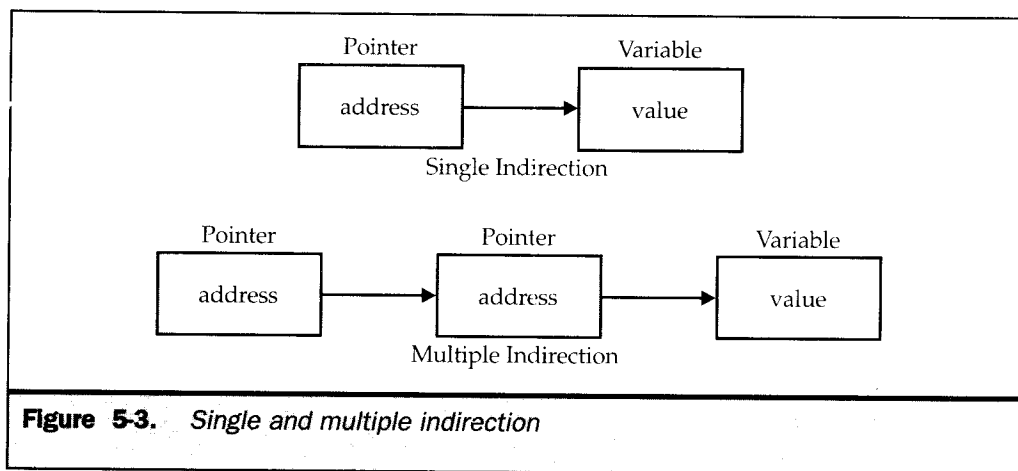 Pointer Variable
address value
Single Indirection
Pointer Pointer Variable
address address value
Multiple Indirection
Figure 5-3. Single and multiple indirection